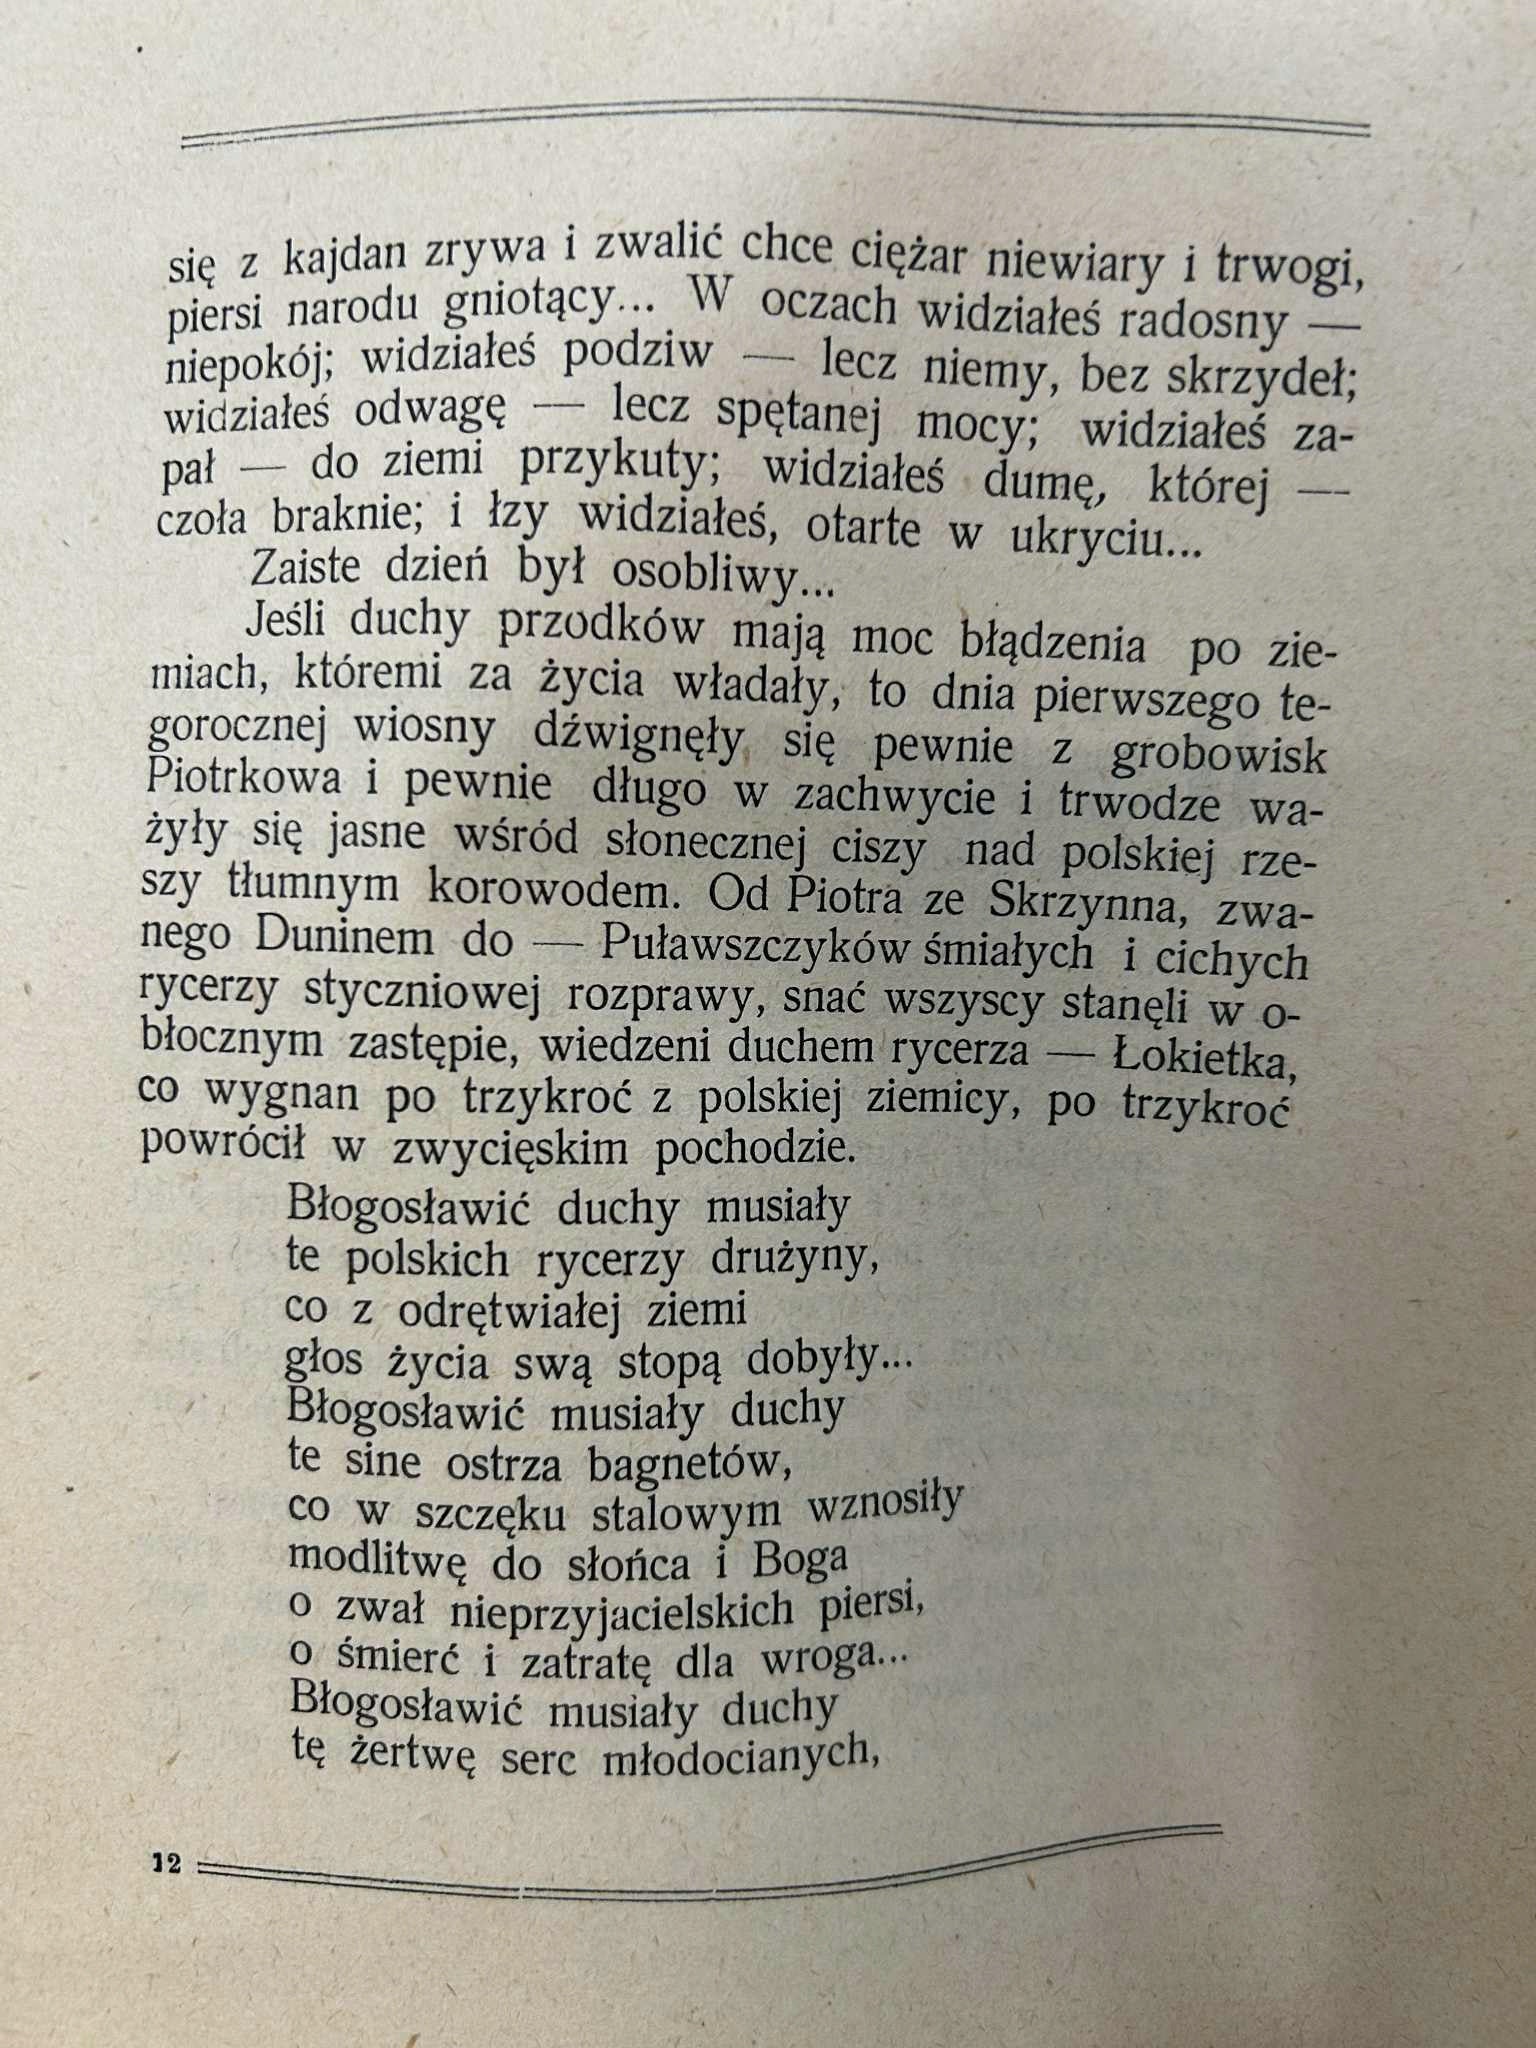 się z kajdan zrywa i zwalić chce ciężar niewiary i trwogi,
piersi narodu gniotący... W oczach widziałeś radosny —
niepokój; widziałeś podziw — lecz niemy, bez skrzydeł;
widziałeś odwagę — lecz spętanej mocy; widziałeś za-
pał — do ziemi przykuty; widziałeś dumę, której —
czoła braknie; i łzy widziałeś, otarte w ukryciu...
Zaiste dzień był osobliwy...
Jeśli duchy przodków mają moc błądzenia po zie-
miach, któremi za życia władały, to dnia pierwszego te-
gorocznej wiosny dźwignęły się pewnie z grobowisk
Piotrkowa i pewnie długo w zachwycie i trwodze wa-
żyły się jasne wśród słonecznej ciszy nad polskiej rze-
szy tłumnym korowodem. Od Piotra ze Skrzynna, zwa-
nego Duninem do — Puławszczyków śmiałych i cichych
rycerzy styczniowej rozprawy, snać wszyscy stanęli w o-
błocznym zastępie, wiedzeni duchem rycerza — Łokietka,
co wygnan po trzykroć z polskiej ziemicy, po trzykroć
powrócił w zwycięskim pochodzie.
Błogosławić duchy musiały
te polskich rycerzy drużyny,
co z odrętwiałej ziemi
głos życia swą stopą dobyły...
Błogosławić musiały duchy
te sine ostrza bagnetów,
co w szczęku stalowym wznosiły
modlitwę do słońca i Boga
o zwał nieprzyjacielskich piersi,
o śmierć i zatratę dla wroga...
Błogosławić musiały duchy
tę żertwę serc młodocianych,
12